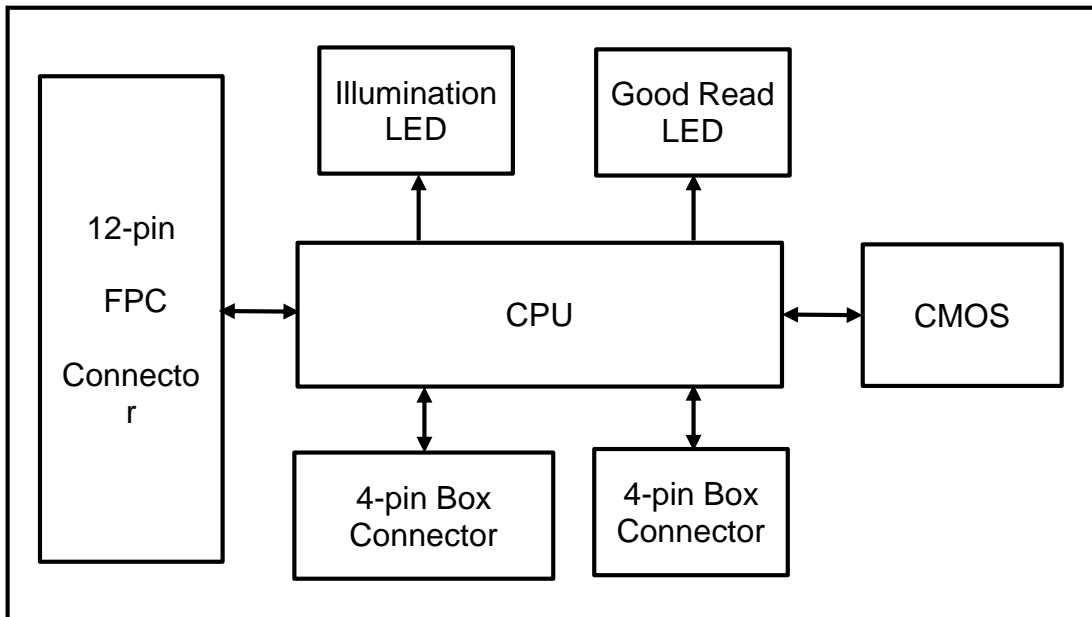 Illumination
LED
Good Read
LED
12-pin
FPC
Connecto
r
CPU
CMOS
4-pin Box
Connector
4-pin Box
Connector